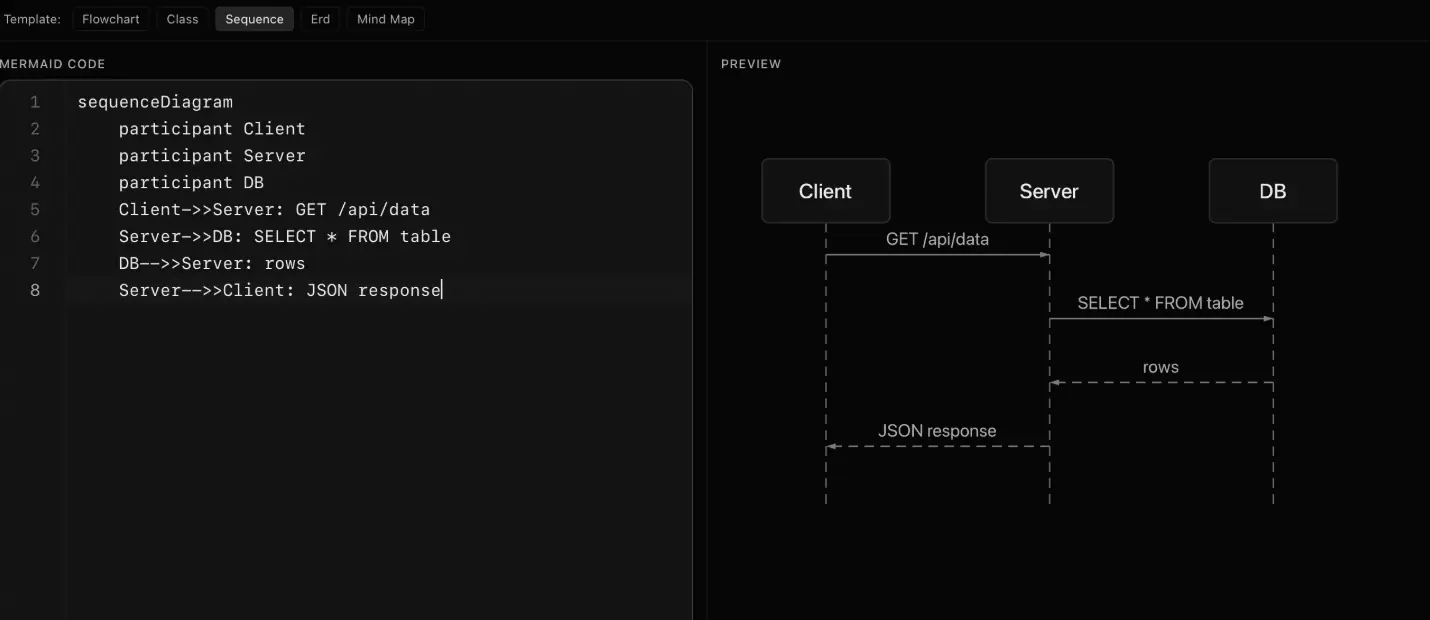 Template: Flowchart Class Sequence Erd Mind Map
MERMAID CODE
1 sequenceDiagram
2 participant Client
3 participant Server
4 participant DB
5 Client->>Server: GET /api/data
6 Server->>DB: SELECT * FROM table
7 DB-->>Server: rows
8 Server-->>Client: JSON response
PREVIEW
Client Server DB
GET /api/data
SELECT * FROM table
rows
JSON response